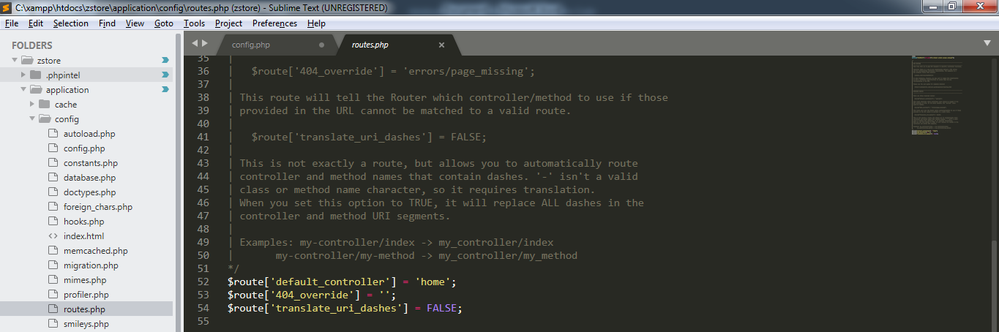 C:\xampp\htdocs\zstore\application\config\routes.php (zstore) - Sublime Text (UNREGISTERED)
File Edit Selection Find View Goto Tools Project Preferences Help
FOLDERS
zstore
.phpintel
application
cache
config
autoload.php
config.php
constants.php
database.php
doctypes.php
foreign_chars.php
hooks.php
index.html
memcached.php
migration.php
mimes.php
profiler.php
routes.php
smileys.php
config.php
routes.php
35 |
36 |   $route['404_override'] = 'errors/page_missing';
37 |
38 | This route will tell the Router which controller/method to use if those
39 | provided in the URL cannot be matched to a valid route.
40 |
41 |   $route['translate_uri_dashes'] = FALSE;
42 |
43 | This is not exactly a route, but allows you to automatically route
44 | controller and method names that contain dashes. '-' isn't a valid
45 | class or method name character, so it requires translation.
46 | When you set this option to TRUE, it will replace ALL dashes in the
47 | controller and method URI segments.
48 |
49 | Examples: my-controller/index -> my_controller/index
50 |       my-controller/my-method -> my_controller/my_method
51 */
52 $route['default_controller'] = 'home';
53 $route['404_override'] = '';
54 $route['translate_uri_dashes'] = FALSE;
55